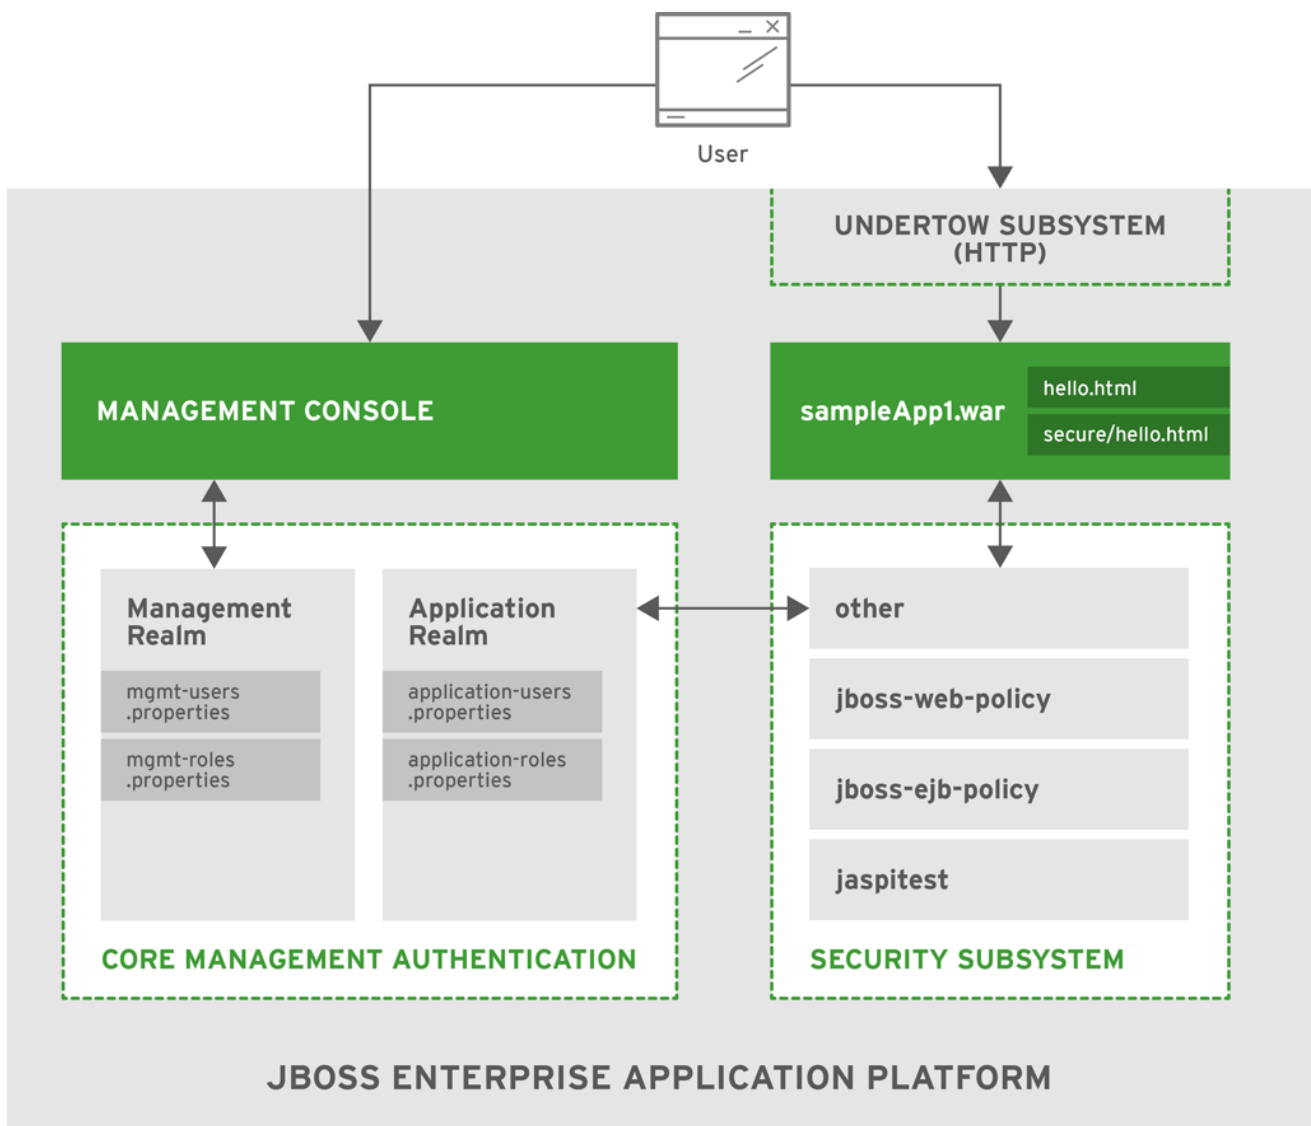 User
UNDERTOW SUBSYSTEM
(HTTP)
MANAGEMENT CONSOLE
sampleApp1.war
hello.html
secure/hello.html
Management
Realm
mgmt-users
.properties
mgmt-roles
.properties
Application
Realm
application-users
.properties
application-roles
.properties
CORE MANAGEMENT AUTHENTICATION
other
jboss-web-policy
jboss-ejb-policy
jaspitest
SECURITY SUBSYSTEM
JBOSS ENTERPRISE APPLICATION PLATFORM